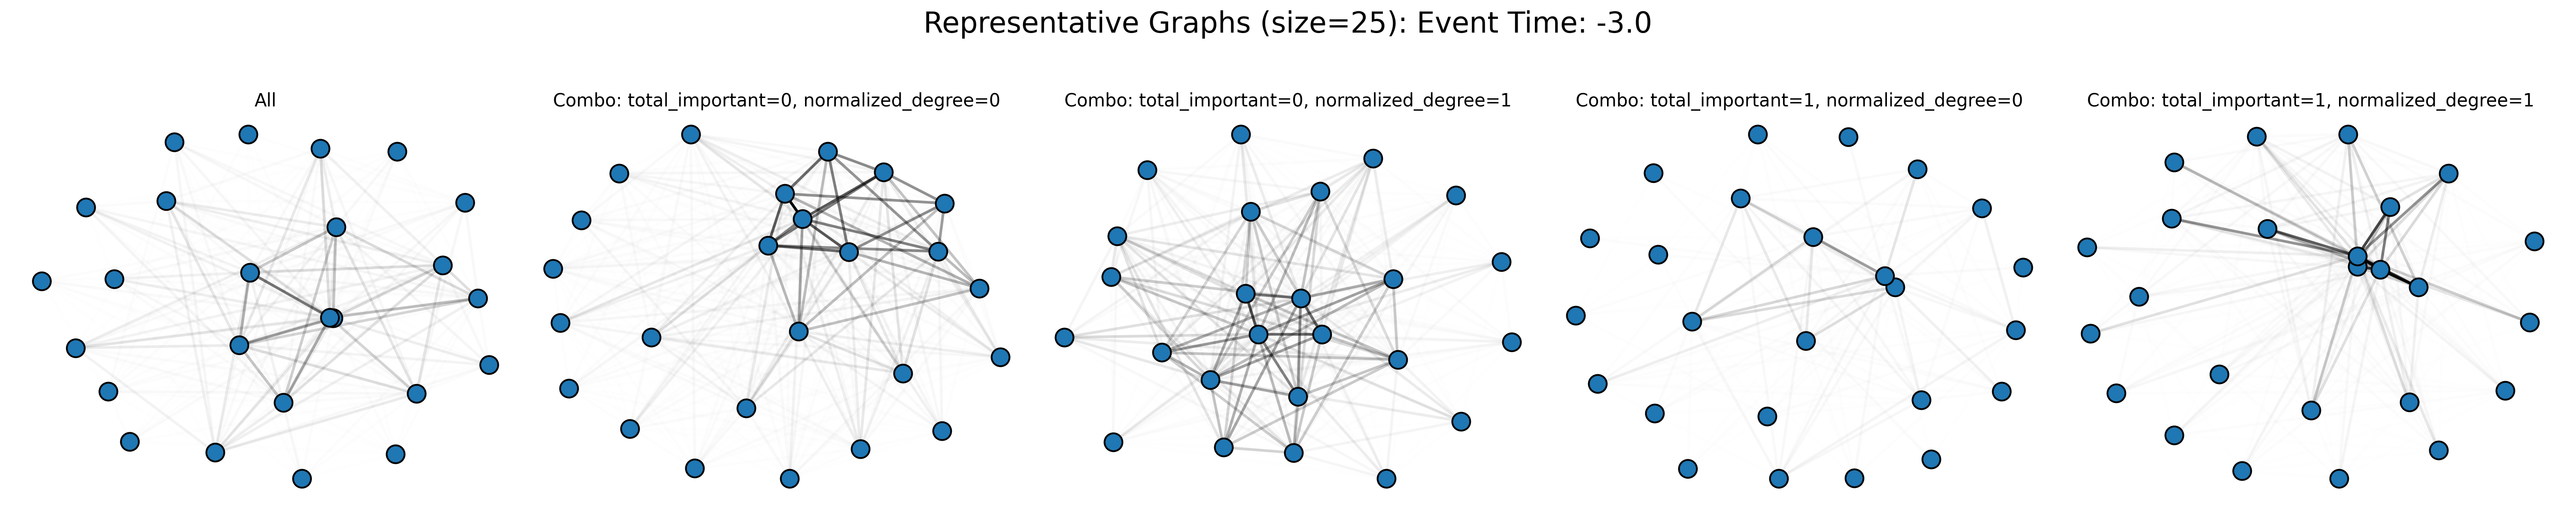 Representative Graphs (size=25): Event Time: -3.0
All
Combo: total_important=0, normalized_degree=0
Combo: total_important=0, normalized_degree=1
Combo: total_important=1, normalized_degree=0
Combo: total_important=1, normalized_degree=1